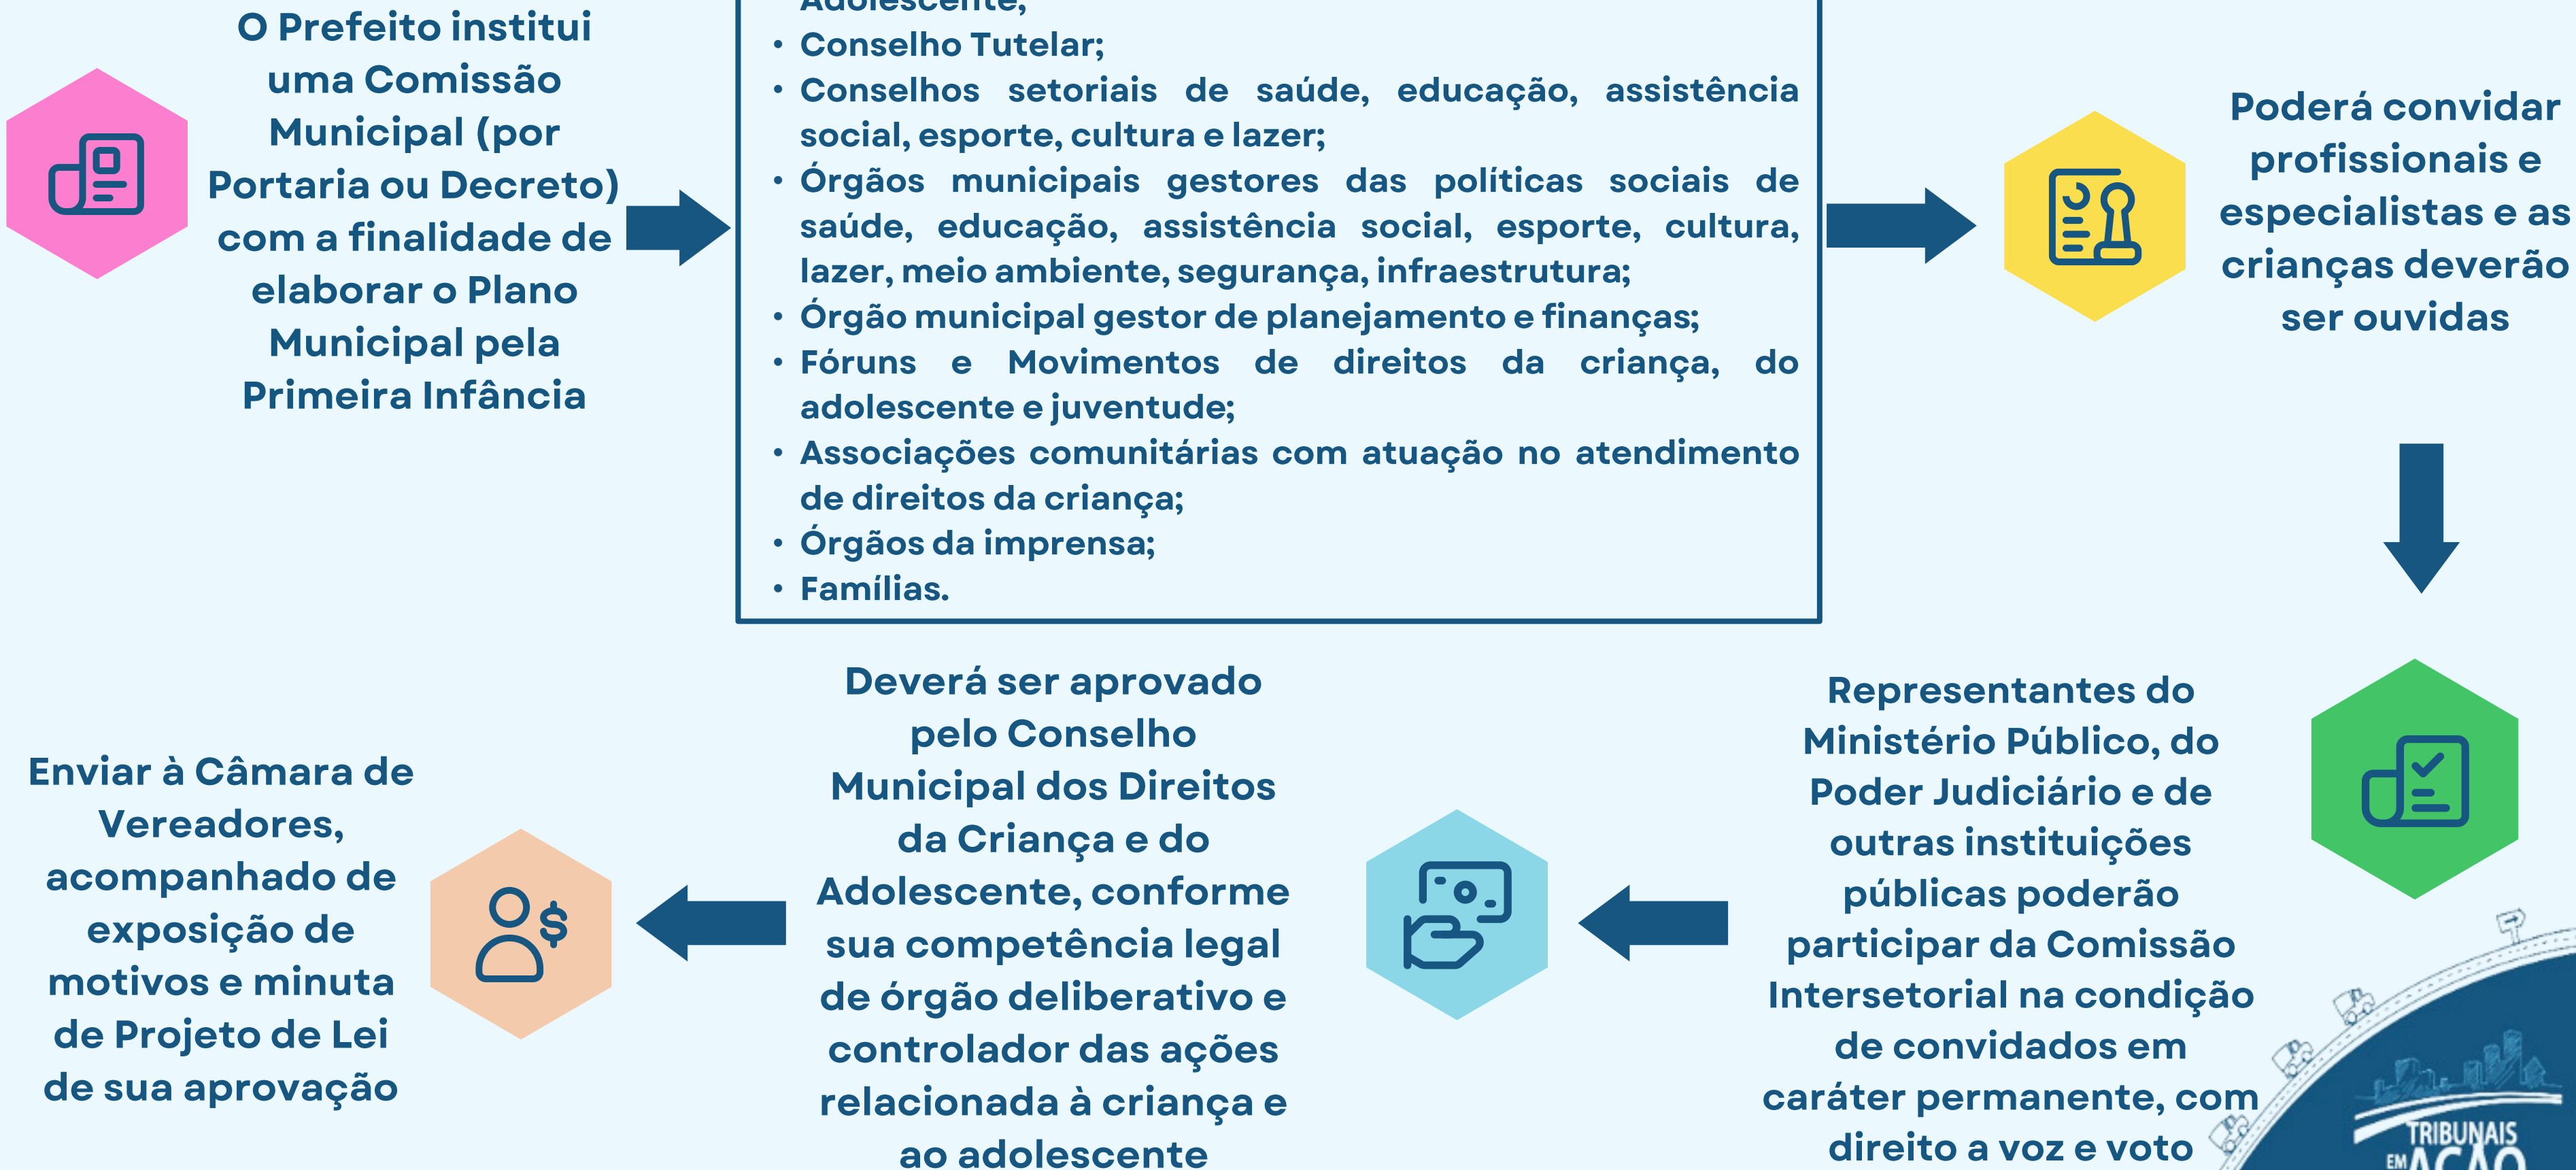 O Prefeito institui
uma Comissão
Municipal (por
Portaria ou Decreto)
com a finalidade de
elaborar o Plano
Municipal pela
Primeira Infância
Adolescente;
• Conselho Tutelar;
• Conselhos setoriais de saúde, educação, assistência
social, esporte, cultura e lazer;
• Órgãos municipais gestores das políticas sociais de
saúde, educação, assistência social, esporte, cultura,
lazer, meio ambiente, segurança, infraestrutura;
• Órgão municipal gestor de planejamento e finanças;
• Fóruns e Movimentos de direitos da criança, do
adolescente e juventude;
• Associações comunitárias com atuação no atendimento
de direitos da criança;
• Órgãos da imprensa;
• Famílias.
Poderá convidar
profissionais e
especialistas e as
crianças deverão
ser ouvidas
Representantes do
Ministério Público, do
Poder Judiciário e de
outras instituições
públicas poderão
participar da Comissão
Intersetorial na condição
de convidados em
caráter permanente, com
direito a voz e voto
Deverá ser aprovado
pelo Conselho
Municipal dos Direitos
da Criança e do
Adolescente, conforme
sua competência legal
de órgão deliberativo e
controlador das ações
relacionada à criança e
ao adolescente
Enviar à Câmara de
Vereadores,
acompanhado de
exposição de
motivos e minuta
de Projeto de Lei
de sua aprovação
TRIBUNAIS
EM AÇÃO